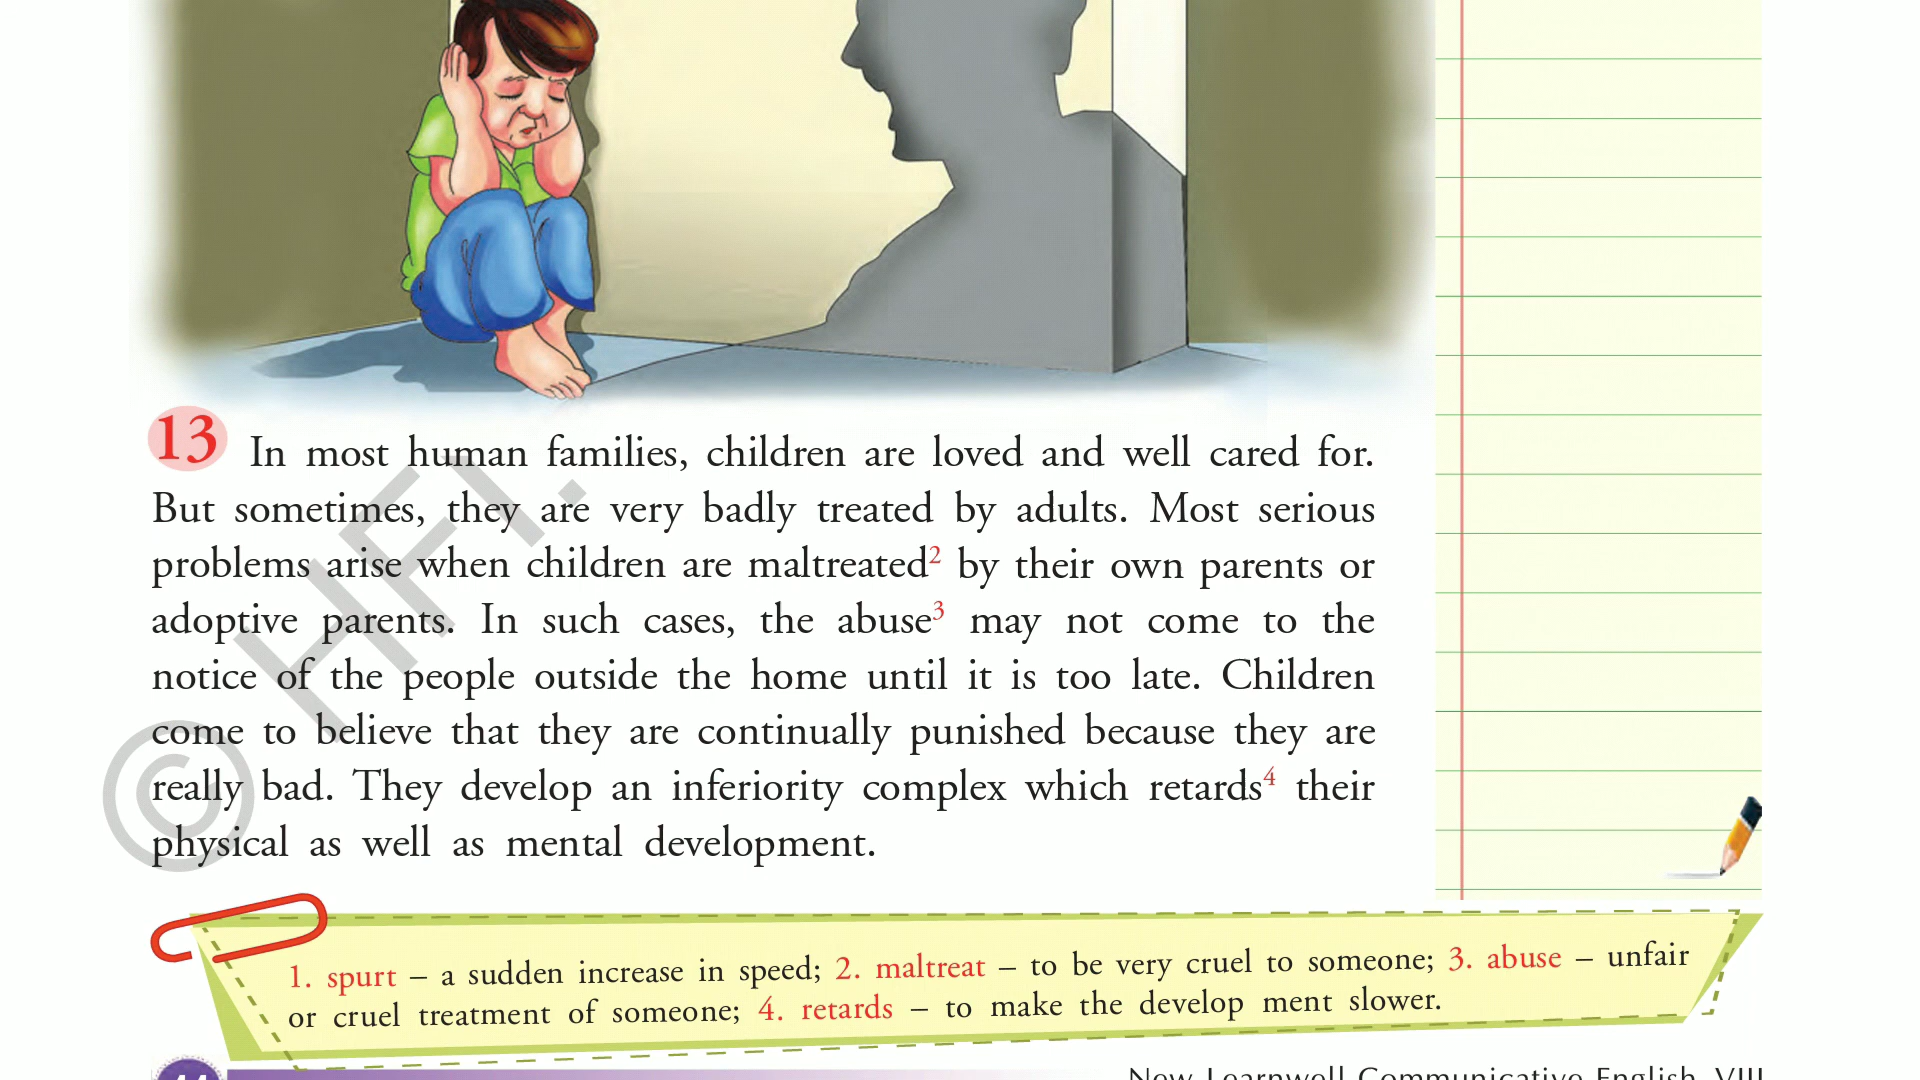 13 In most human families, children are loved and well cared for.
But sometimes, they are very badly treated by adults. Most serious
problems arise when children are maltreated2 by their own parents or
adoptive parents. In such cases, the abuse3 may not come to the
notice of the people outside the home until it is too late. Children
come to believe that they are continually punished because they are
really bad. They develop an inferiority complex which retards4 their
physical as well as mental development.
© HFI.
1. spurt – a sudden increase in speed; 2. maltreat – to be very cruel to someone; 3. abuse – unfair
or cruel treatment of someone; 4. retards – to make the develop ment slower.
New Learnwell Communicative English, VIII